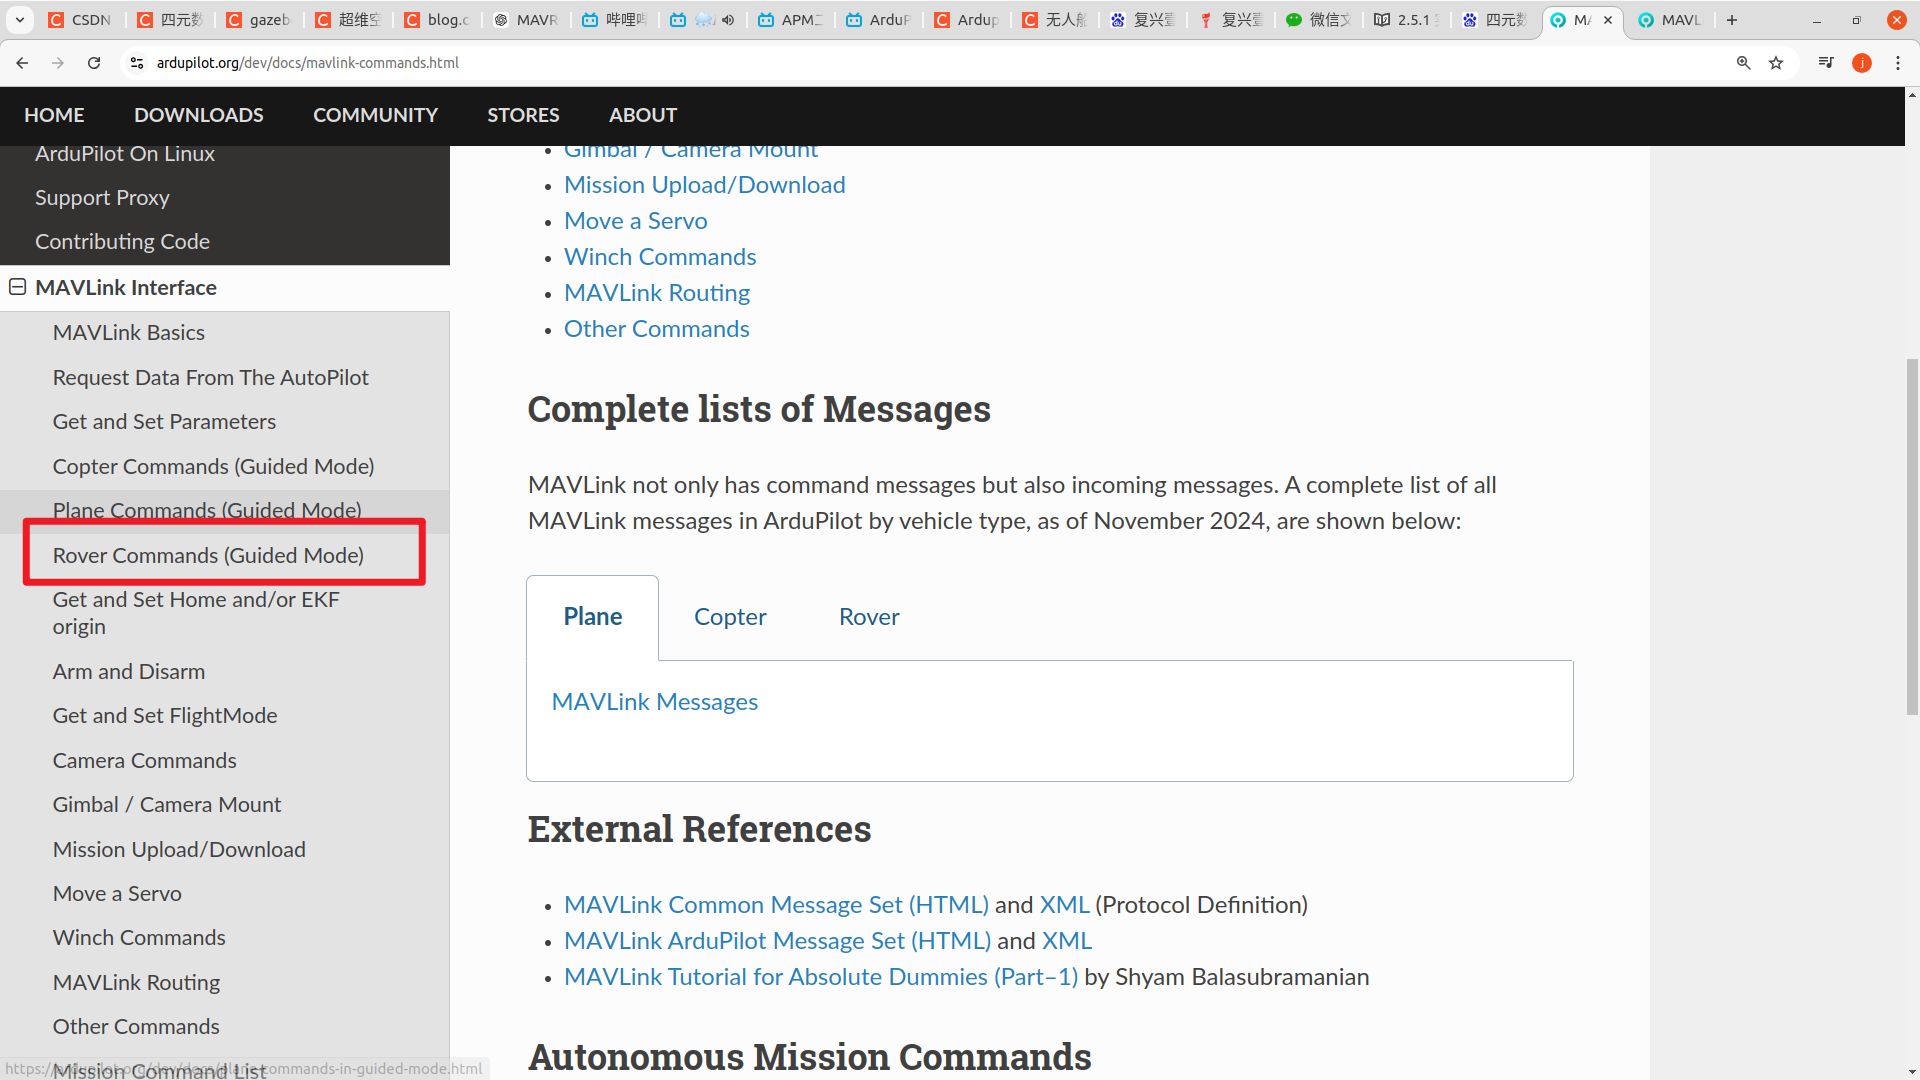 CSDN
四元数
gazeb
超维空
blog.c
MAVR
哔哩哔
APM二
ArduP
Ardup
无人船
复兴壹
复兴壹
微信文
2.5.1
四元数
MA
MAVL
ardupilot.org/dev/docs/mavlink-commands.html
j
HOME
DOWNLOADS
COMMUNITY
STORES
ABOUT
ArduPilot On Linux
Support Proxy
Contributing Code
MAVLink Interface
MAVLink Basics
Request Data From The AutoPilot
Get and Set Parameters
Copter Commands (Guided Mode)
Plane Commands (Guided Mode)
Rover Commands (Guided Mode)
Get and Set Home and/or EKF
origin
Arm and Disarm
Get and Set FlightMode
Camera Commands
Gimbal / Camera Mount
Mission Upload/Download
Move a Servo
Winch Commands
MAVLink Routing
Other Commands
Mission Command List
https://ardupilot.org/dev/docs/plane-commands-in-guided-mode.html
Gimbal / Camera Mount
Mission Upload/Download
Move a Servo
Winch Commands
MAVLink Routing
Other Commands
Complete lists of Messages
MAVLink not only has command messages but also incoming messages. A complete list of all
MAVLink messages in ArduPilot by vehicle type, as of November 2024, are shown below:
Plane
Copter
Rover
MAVLink Messages
External References
MAVLink Common Message Set (HTML) and XML (Protocol Definition)
MAVLink ArduPilot Message Set (HTML) and XML
MAVLink Tutorial for Absolute Dummies (Part–1) by Shyam Balasubramanian
Autonomous Mission Commands